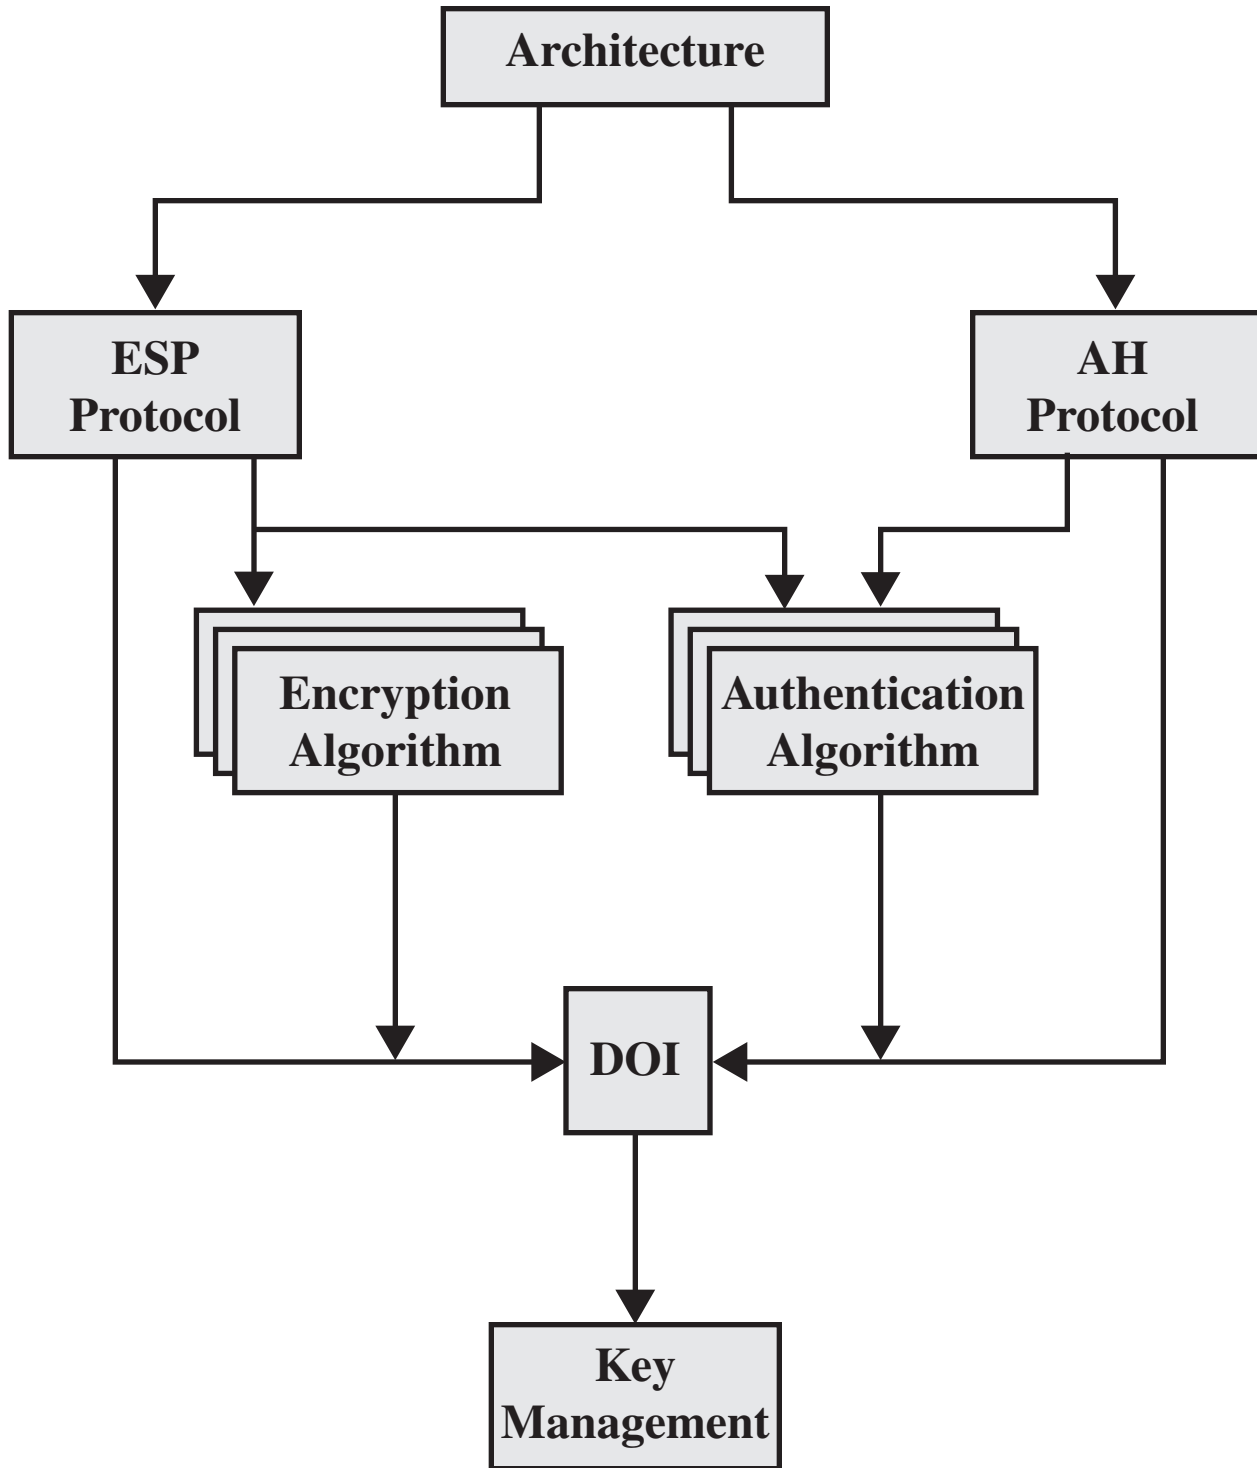 Architecture
ESP
Protocol
AH
Protocol
Encryption
Algorithm
Authentication
Algorithm
DOI
Key
Management